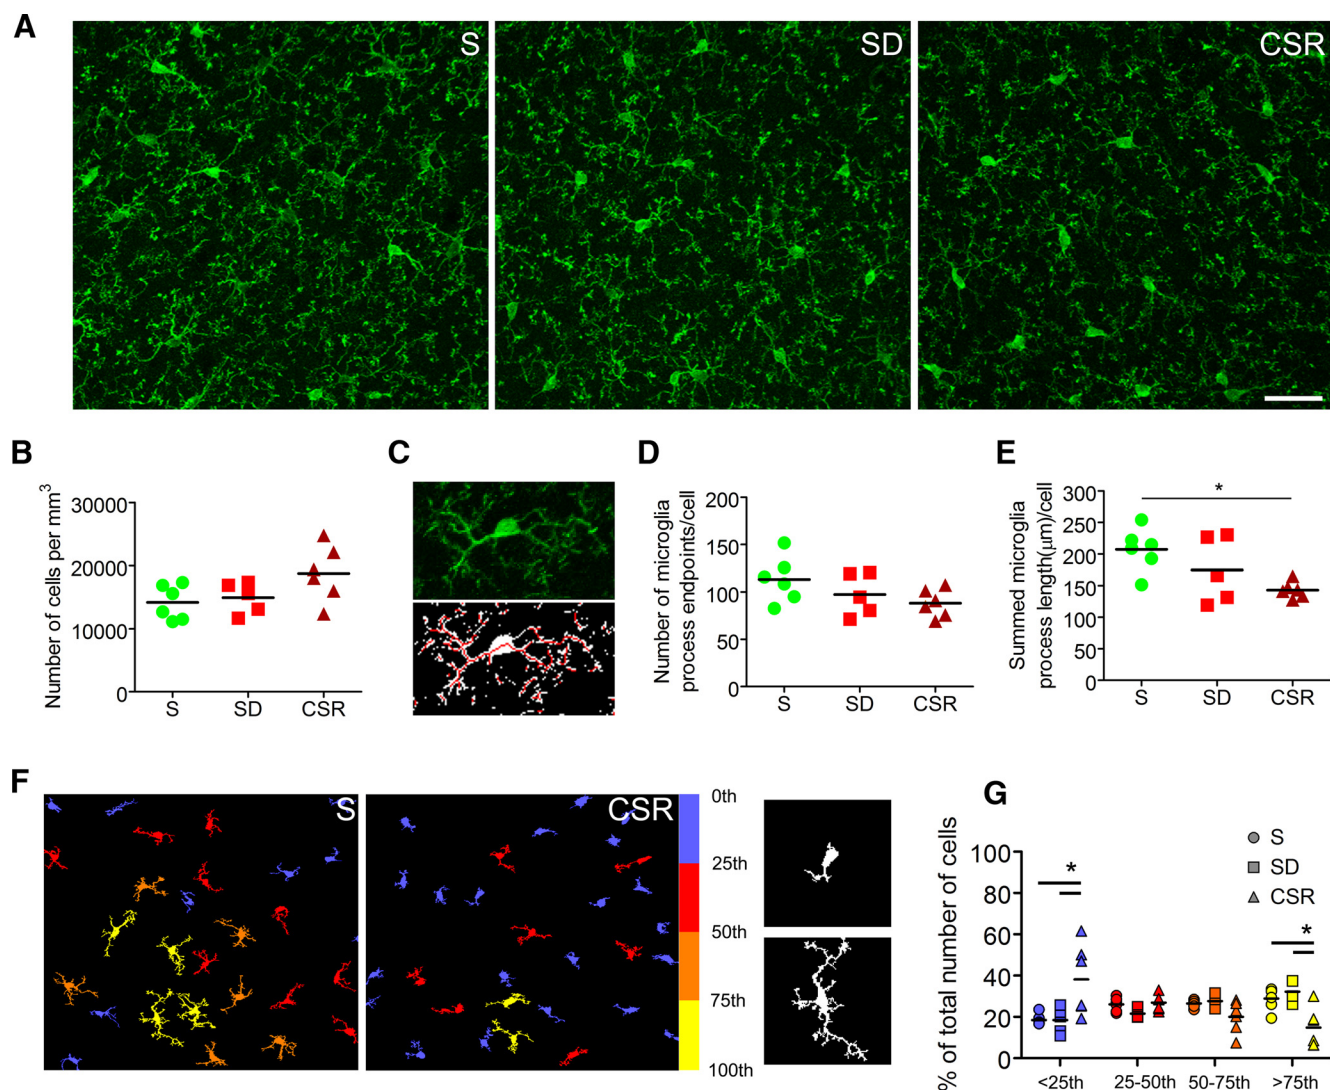 A
S
SD
CSR
B
Number of cells per mm³
30000
20000
10000
0
S
SD
CSR
C
D
Number of microglia
process endpoints/cell
200
150
100
50
0
S
SD
CSR
E
Summed microglia
process length(μm)/cell
300
250
200
150
100
50
0
*
S
SD
CSR
F
S
CSR
0th
25th
50th
75th
100th
G
% of total number of cells
100
80
60
40
20
0
*
*
S
SD
CSR
<25th
25-50th
50-75th
>75th